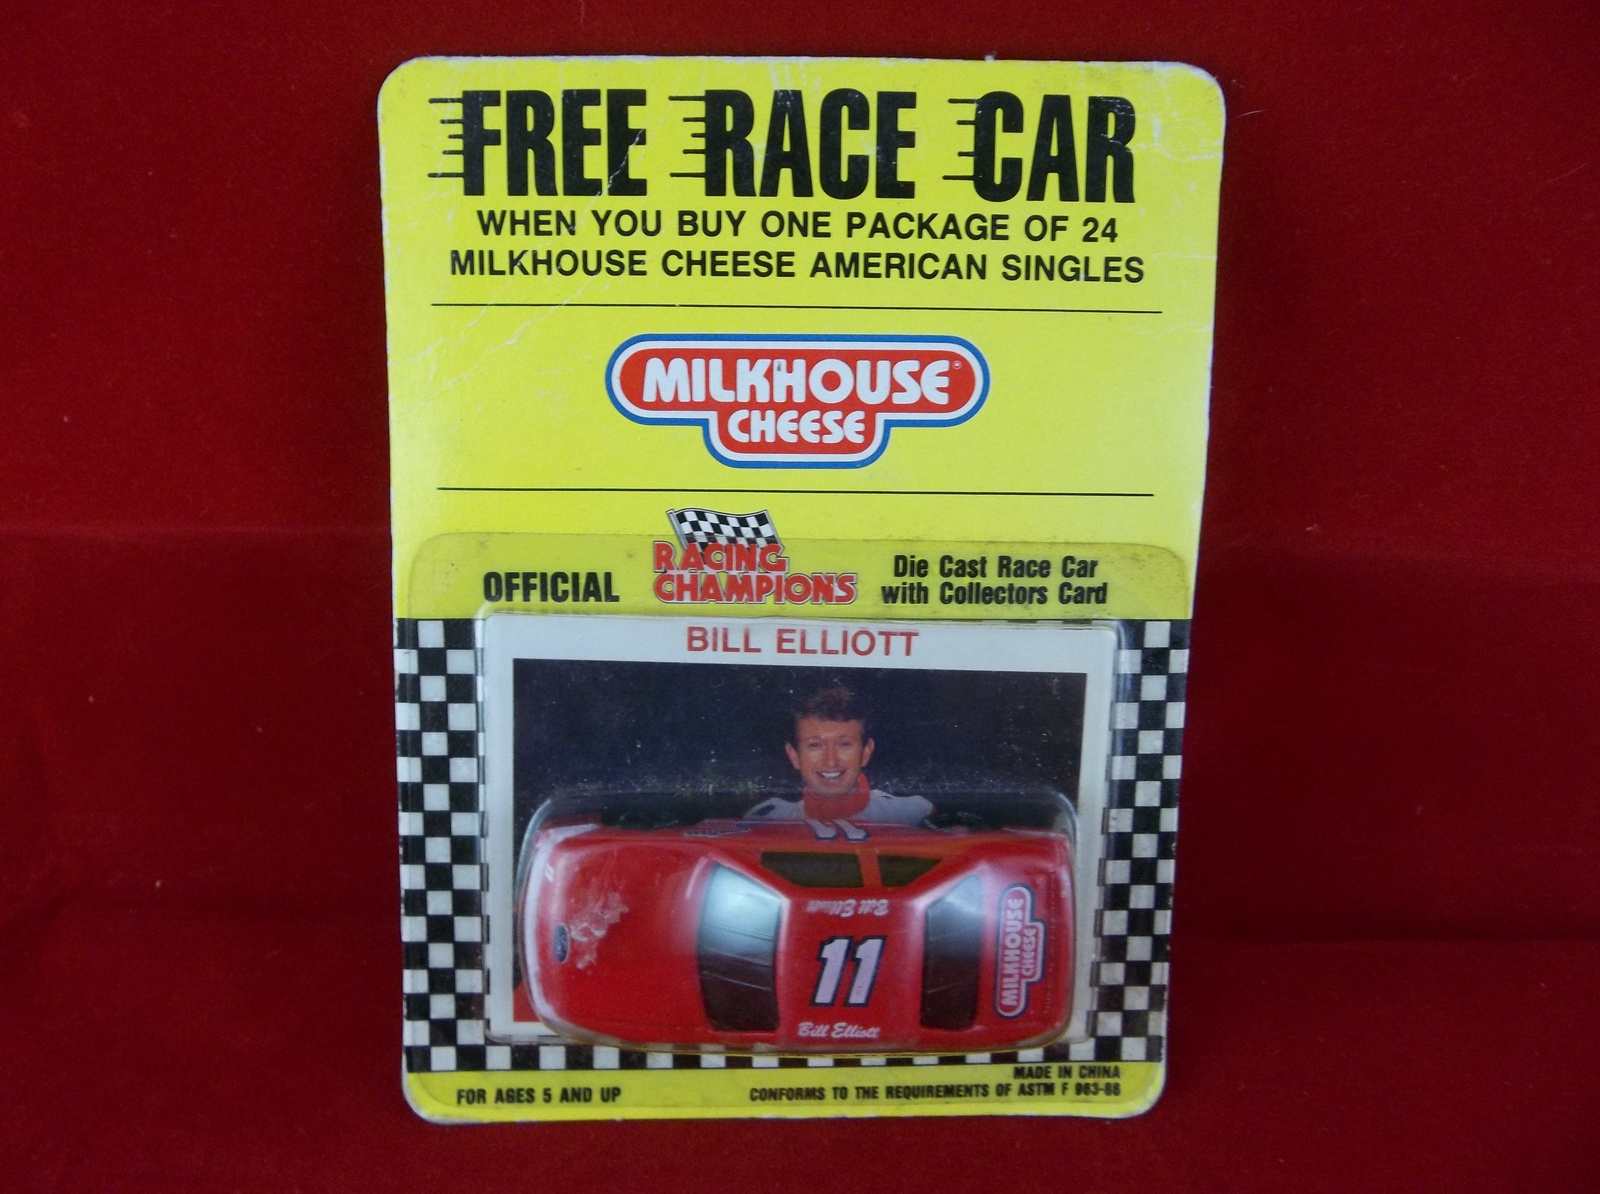 FREE RACE CAR
WHEN YOU BUY ONE PACKAGE OF 24
MILKHOUSE CHEESE AMERICAN SINGLES
MILKHOUSE®
CHEESE
OFFICIAL
RACING
CHAMPIONS
Die Cast Race Car
with Collectors Card
BILL ELLIOTT
11
Bill Elliott
11
Bill Elliott
MILKHOUSE
CHEESE
MADE IN CHINA
FOR AGES 5 AND UP
CONFORMS TO THE REQUIREMENTS OF ASTM F 963-86